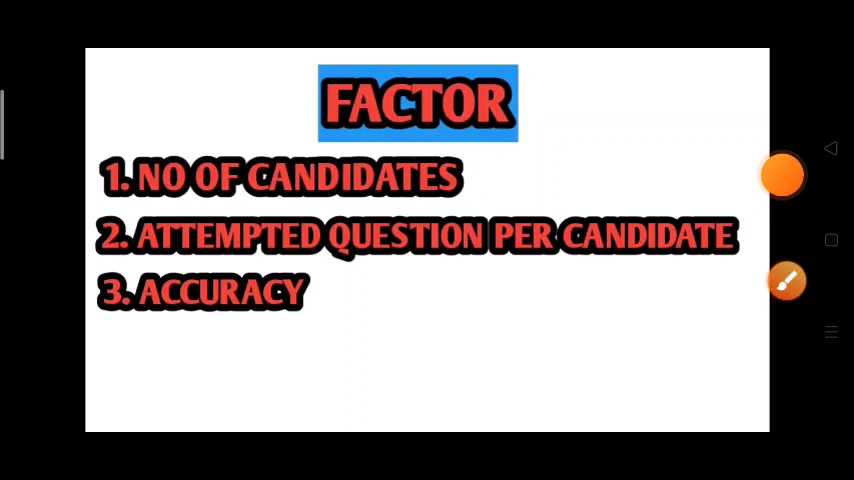 FACTOR
1. NO OF CANDIDATES
2. ATTEMPTED QUESTION PER CANDIDATE
3. ACCURACY